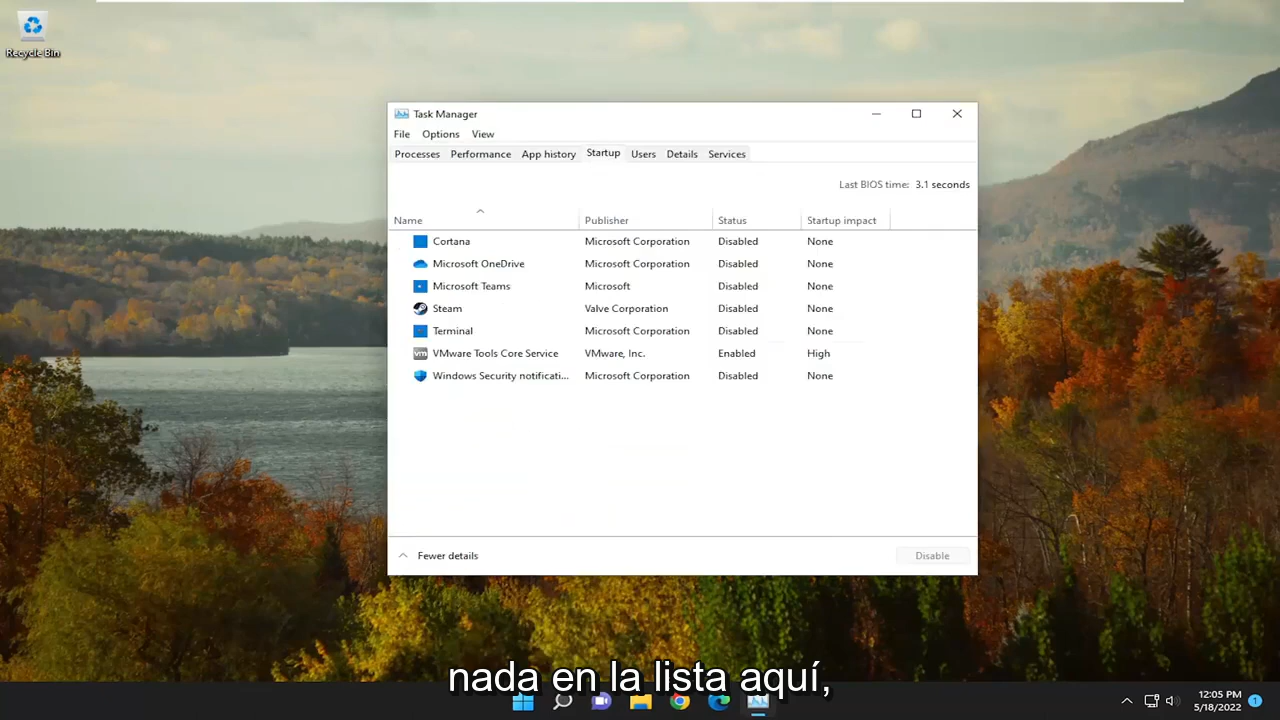 Recycle Bin
Task Manager
File Options View
Processes Performance App history Startup Users Details Services
Last BIOS time: 3.1 seconds
Name Publisher Status Startup impact
Cortana Microsoft Corporation Disabled None
Microsoft OneDrive Microsoft Corporation Disabled None
Microsoft Teams Microsoft Disabled None
Steam Valve Corporation Disabled None
Terminal Microsoft Corporation Disabled None
vm VMware Tools Core Service VMware, Inc. Enabled High
Windows Security notificati... Microsoft Corporation Disabled None
Fewer details Disable
nada en la lista aquí,
12:05 PM
5/18/2022 1